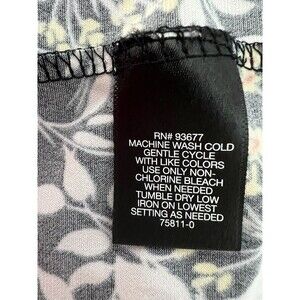 RN# 93677
MACHINE WASH COLD
GENTLE CYCLE
WITH LIKE COLORS
USE ONLY NON-
CHLORINE BLEACH
WHEN NEEDED
TUMBLE DRY LOW
IRON ON LOWEST
SETTING AS NEEDED
75811-0